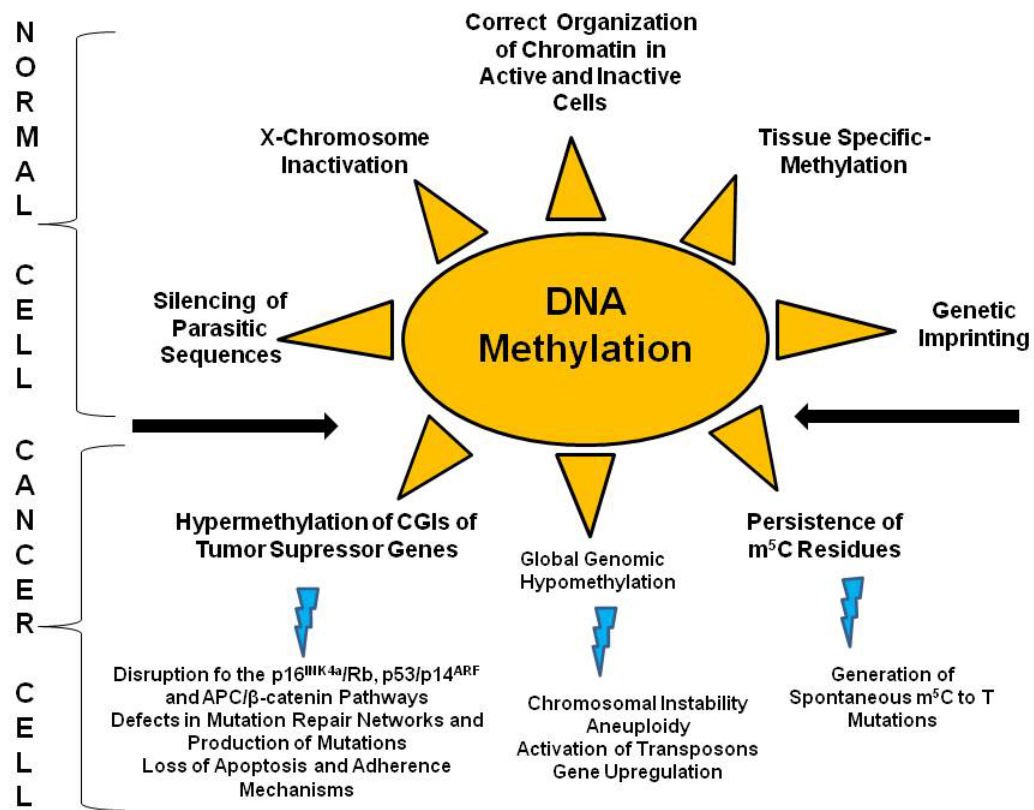 NORMAL CELL
Correct Organization
of Chromatin in
Active and Inactive
Cells
X-Chromosome
Inactivation
Tissue Specific-
Methylation
Silencing of
Parasitic
Sequences
DNA
Methylation
Genetic
Imprinting
CANCER CELL
Hypermethylation of CGIs of
Tumor Supressor Genes
Global Genomic
Hypomethylation
Persistence of
m⁵C Residues
Disruption fo the p16ᴵᴺᴷ⁴ᵃ/Rb, p53/p14ᴬᴿᶠ
and APC/β-catenin Pathways
Defects in Mutation Repair Networks and
Production of Mutations
Loss of Apoptosis and Adherence
Mechanisms
Chromosomal Instability
Aneuploidy
Activation of Transposons
Gene Upregulation
Generation of
Spontaneous m⁵C to T
Mutations